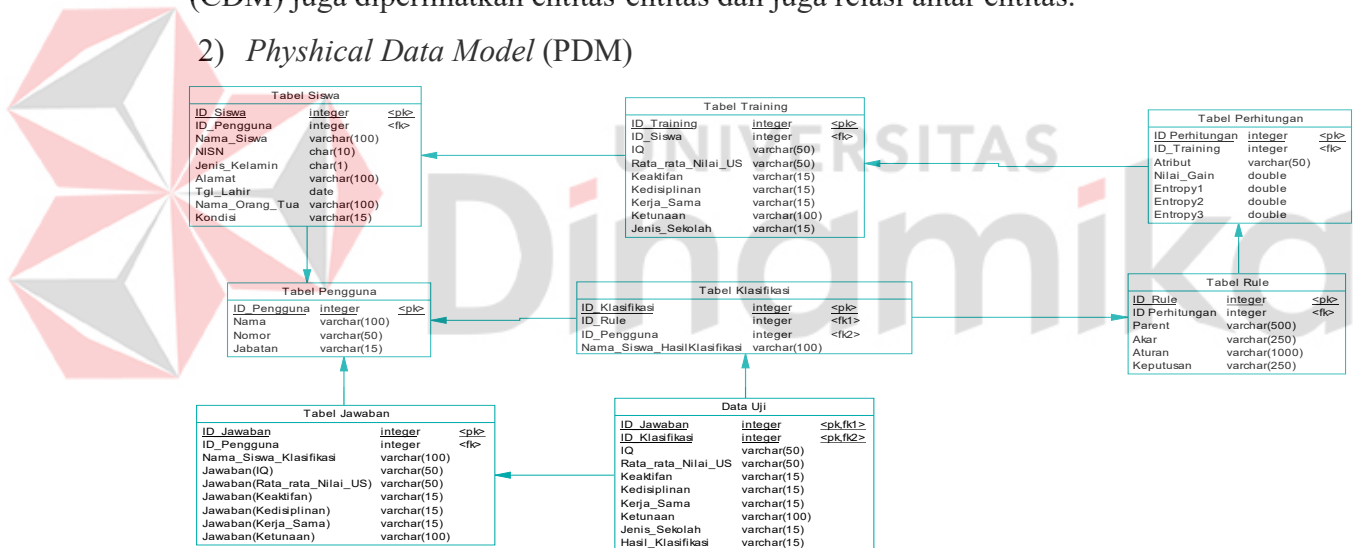 (CDM) juga diperlihatkan entitas-entitas dan juga relasi antar entitas.
2) Physhical Data Model (PDM)
UNIVERSITAS
Dinamika
Tabel Siswa
ID_Siswa integer <pk>
ID_Pengguna integer <fk>
Nama_Siswa varchar(100)
NISN char(10)
Jenis_Kelamin char(1)
Alamat varchar(100)
Tgl_Lahir date
Nama_Orang_Tua varchar(100)
Kondisi varchar(15)
Tabel Training
ID_Training integer <pk>
ID_Siswa integer <fk>
IQ varchar(50)
Rata_rata_Nilai_US varchar(50)
Keaktifan varchar(15)
Kedisiplinan varchar(15)
Kerja_Sama varchar(15)
Ketunaan varchar(100)
Jenis_Sekolah varchar(15)
Tabel Perhitungan
ID Perhitungan integer <pk>
ID_Training integer <fk>
Atribut varchar(50)
Nilai_Gain double
Entropy1 double
Entropy2 double
Entropy3 double
Tabel Pengguna
ID_Pengguna integer <pk>
Nama varchar(100)
Nomor varchar(50)
Jabatan varchar(15)
Tabel Klasifikasi
ID_Klasifikasi integer <pk>
ID_Rule integer <fk1>
ID_Pengguna integer <fk2>
Nama_Siswa_HasilKlasifikasi varchar(100)
Tabel Rule
ID_Rule integer <pk>
ID Perhitungan integer <fk>
Parent varchar(500)
Akar varchar(250)
Aturan varchar(1000)
Keputusan varchar(250)
Tabel Jawaban
ID_Jawaban integer <pk>
ID_Pengguna integer <fk>
Nama_Siswa_Klasifikasi varchar(100)
Jawaban(IQ) varchar(50)
Jawaban(Rata_rata_Nilai_US) varchar(50)
Jawaban(Keaktifan) varchar(15)
Jawaban(Kedisiplinan) varchar(15)
Jawaban(Kerja_Sama) varchar(15)
Jawaban(Ketunaan) varchar(100)
Data Uji
ID_Jawaban integer <pk,fk1>
ID_Klasifikasi integer <pk,fk2>
IQ varchar(50)
Rata_rata_Nilai_US varchar(50)
Keaktifan varchar(15)
Kedisiplinan varchar(15)
Kerja_Sama varchar(15)
Ketunaan varchar(100)
Jenis_Sekolah varchar(15)
Hasil_Klasifikasi varchar(15)